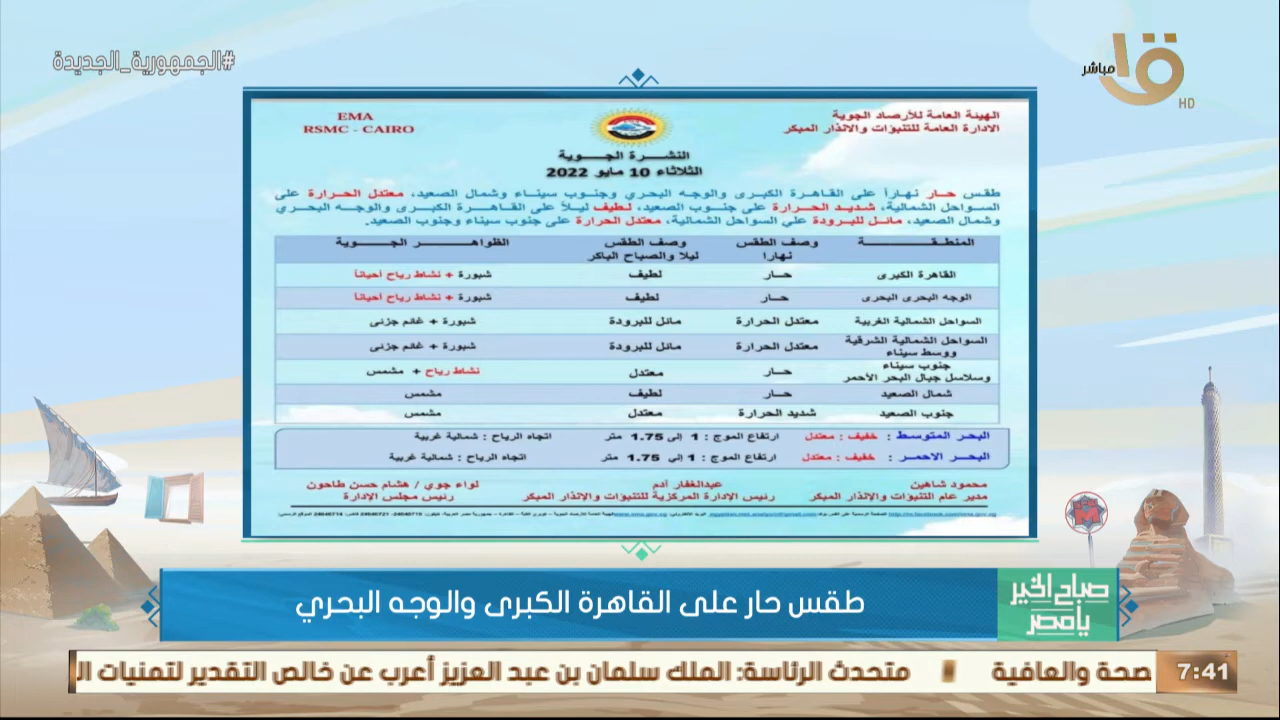 #الجمهورية_الجديدة
مباشر
HD
الهيئة العامة للأرصاد الجوية
الادارة العامة للتنبؤات والانذار المبكر
EMA
RSMC - CAIRO
النشرة الجوية
الثلاثاء 10 مايو 2022
طقس حار نهاراً على القاهرة الكبرى والوجه البحري وجنوب سيناء وشمال الصعيد، معتدل الحرارة على
السواحل الشمالية، شديد الحرارة على جنوب الصعيد، لطيف ليلاً على القاهرة الكبرى والوجه البحري
وشمال الصعيد، مائل للبرودة علي السواحل الشمالية، معتدل الحرارة على جنوب سيناء وجنوب الصعيد.
المنطقة وصف الطقس نهارا وصف الطقس ليلا والصباح الباكر الظواهر الجوية
القاهرة الكبرى حار لطيف شبورة + نشاط رياح أحياناً
الوجه البحرى البحرى حار لطيف شبورة + نشاط رياح أحياناً
السواحل الشمالية الغربية معتدل الحرارة مائل للبرودة شبورة + غائم جزئى
السواحل الشمالية الشرقية ووسط سيناء معتدل الحرارة مائل للبرودة شبورة + غائم جزئى
جنوب سيناء وسلاسل جبال البحر الأحمر حار معتدل نشاط رياح + مشمس
شمال الصعيد حار لطيف مشمس
جنوب الصعيد شديد الحرارة معتدل مشمس
البحر المتوسط : خفيف : معتدل ارتفاع الموج : 1 إلى 1.75 متر اتجاه الرياح : شمالية غربية
البحر الاحمر : خفيف : معتدل ارتفاع الموج : 1 إلى 1.75 متر اتجاه الرياح : شمالية غربية
محمود شاهين عبدالغفار أدم لواء جوي / هشام حسن طاحون
مدير عام التنبؤات والإنذار المبكر رئيس الإدارة المركزية للتنبؤات والإنذار المبكر رئيس مجلس الإدارة
M
صباح الخير
يا مصر
طقس حار على القاهرة الكبرى والوجه البحري
7:41 صحة والعافية متحدث الرئاسة: الملك سلمان بن عبد العزيز أعرب عن خالص التقدير لتمنيات ال